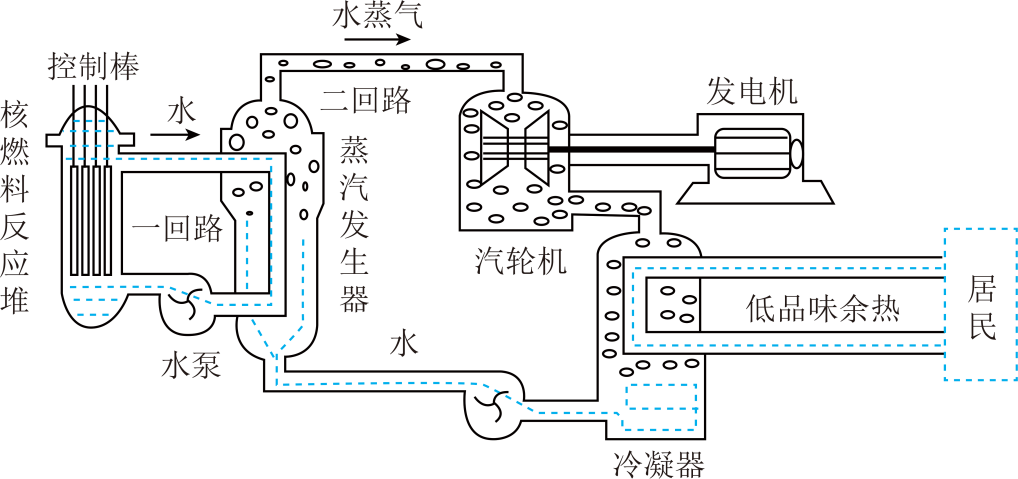 水蒸气
控制棒
水
二回路
发电机
核燃料反应堆
蒸汽发生器
一回路
汽轮机
居民
低品味余热
水泵
水
冷凝器